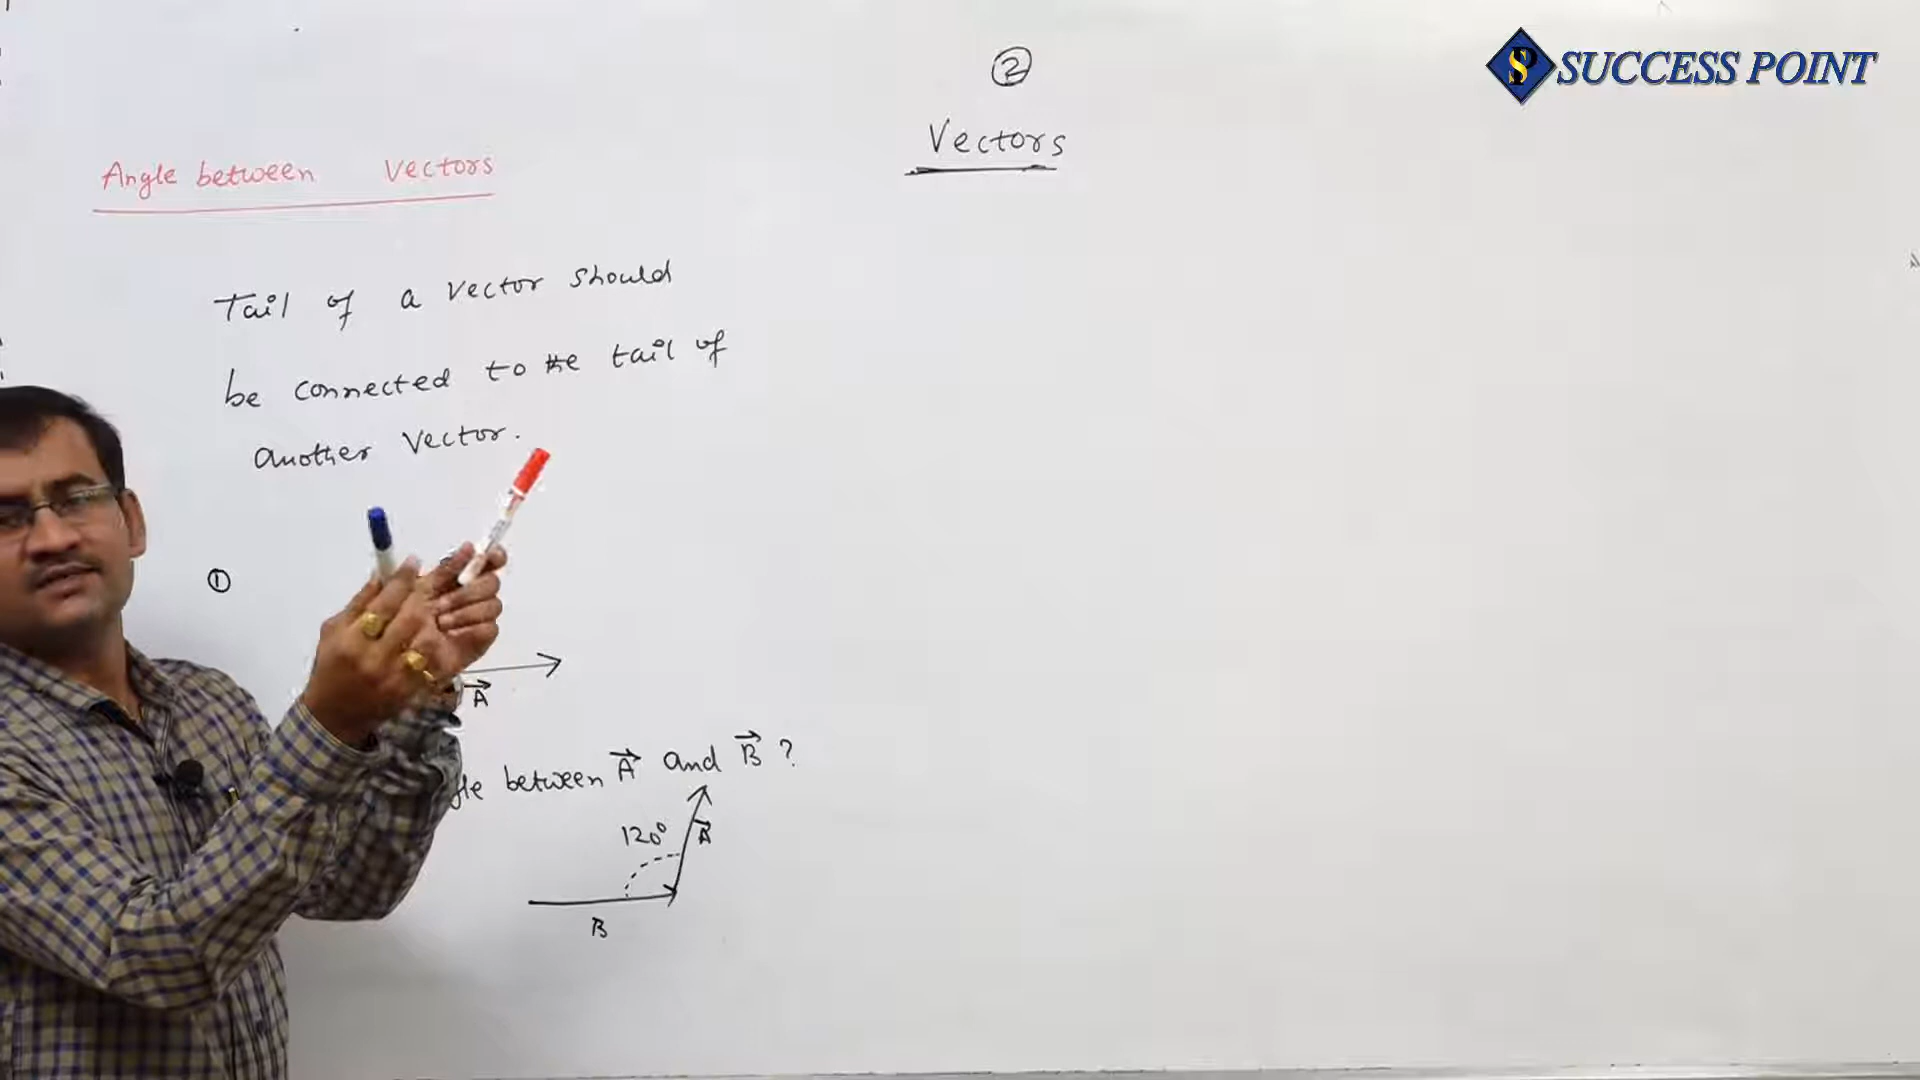 SUCCESS POINT
②
Vectors
Angle between Vectors
Tail of a vector should
be connected to the tail of
another vector.
①
A⃗
between A⃗ and B⃗ ?
120°
A⃗
B